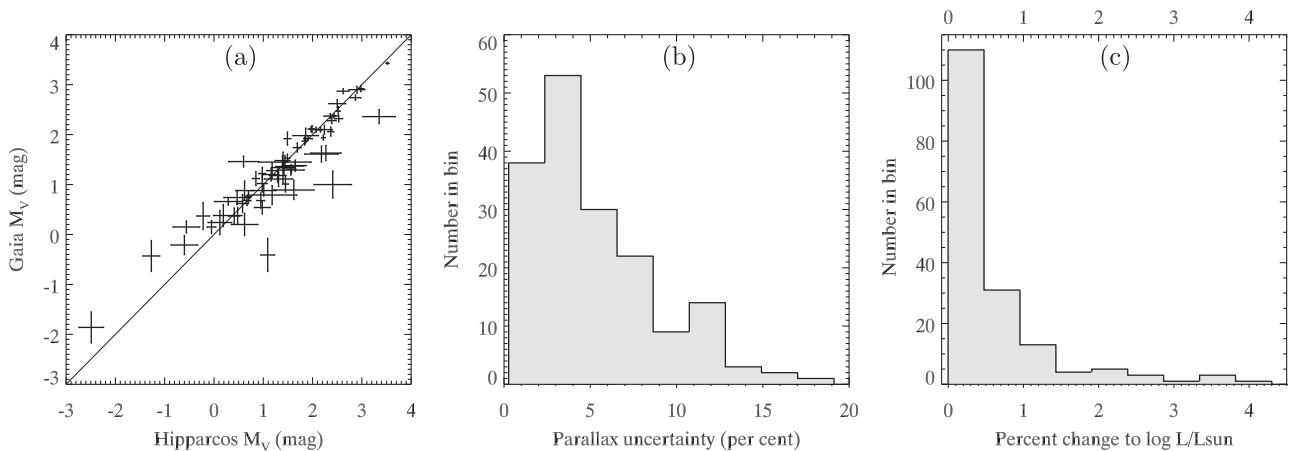 0 1 2 3 4
(a) (b) (c)
4
3
2
1
0
-1
-2
-3
Gaia M_V (mag)
-3 -2 -1 0 1 2 3 4
Hipparcos M_V (mag)
60
50
40
30
20
10
0
Number in bin
0 5 10 15 20
Parallax uncertainty (per cent)
100
80
60
40
20
0
Number in bin
0 1 2 3 4
Percent change to log L/Lsun